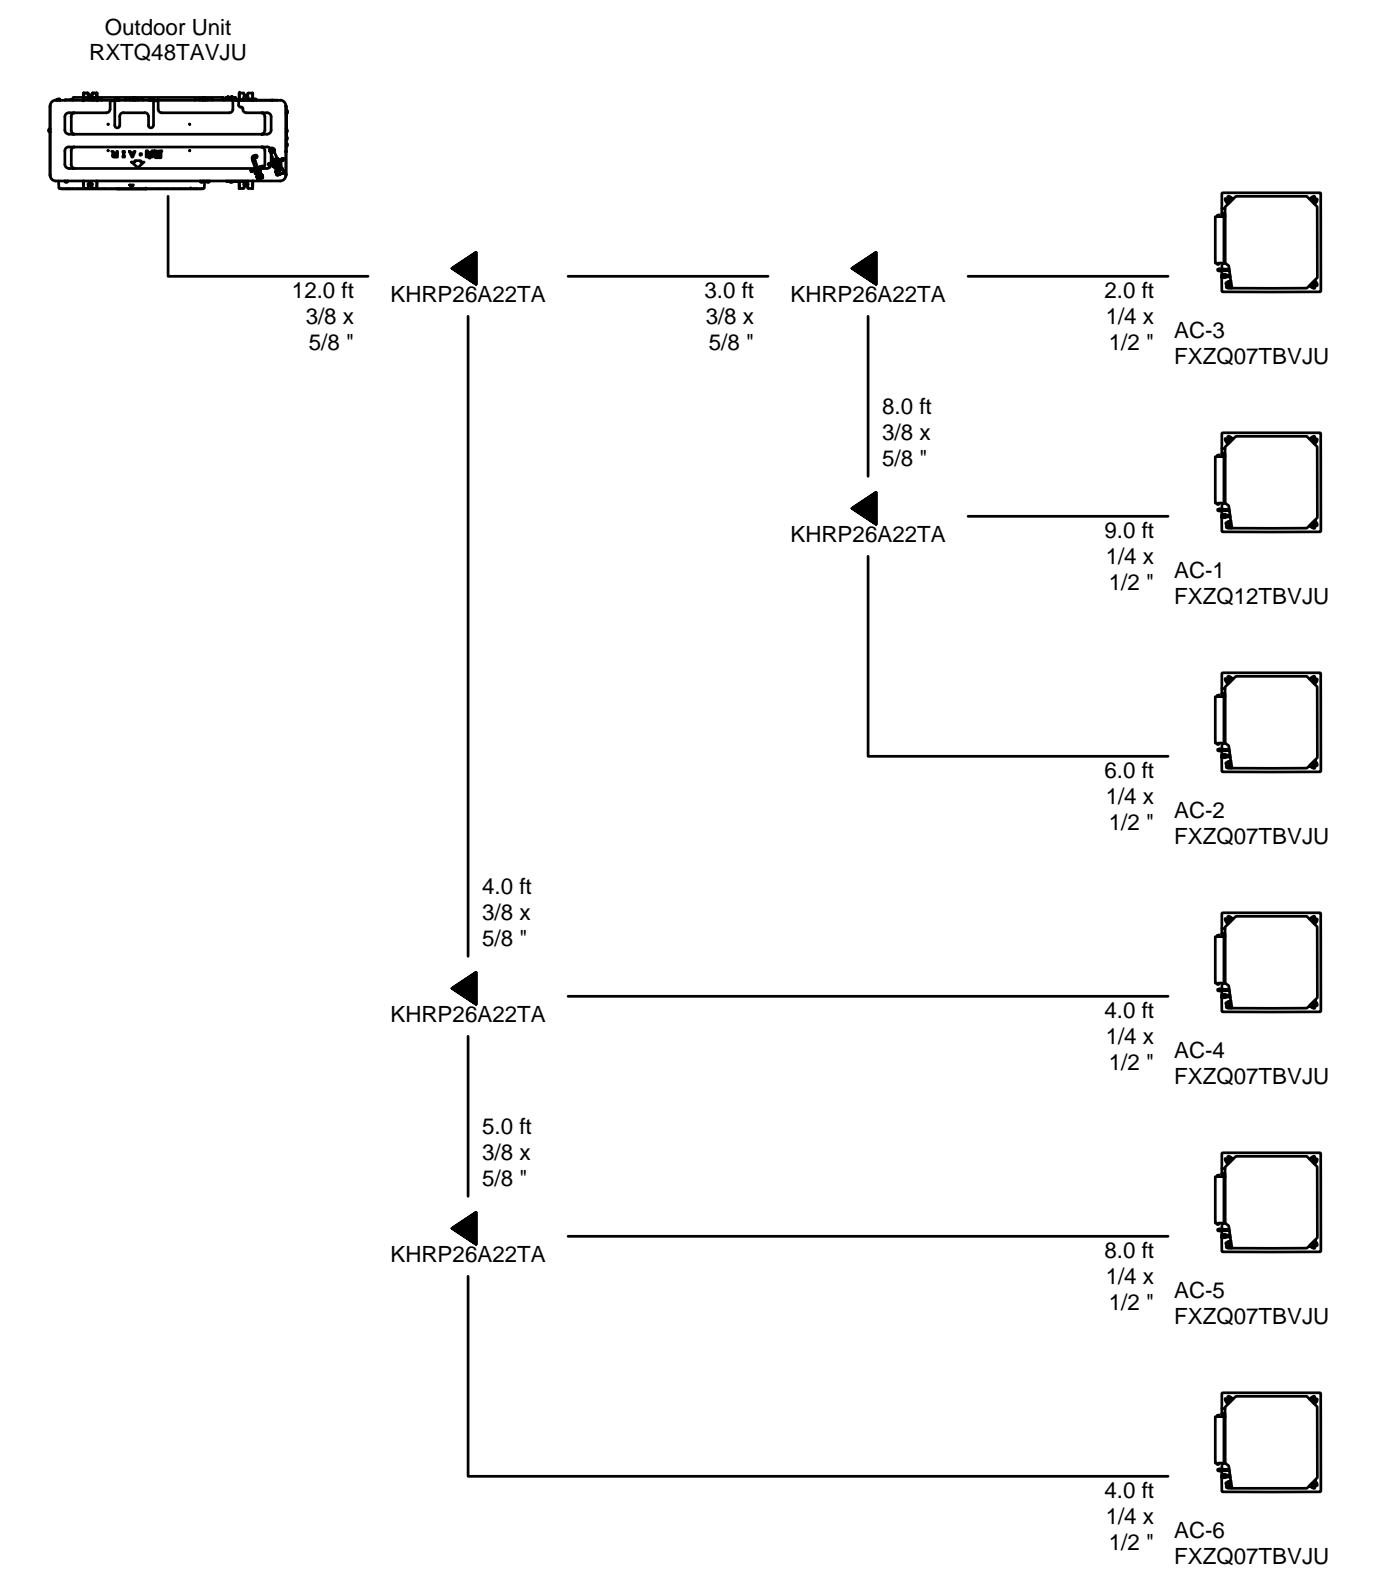 Outdoor Unit
RXTQ48TAVJU
12.0 ft
3/8 x
5/8 "
KHRP26A22TA
3.0 ft
3/8 x
5/8 "
KHRP26A22TA
2.0 ft
1/4 x
1/2 "
AC-3
FXZQ07TBVJU
8.0 ft
3/8 x
5/8 "
KHRP26A22TA
9.0 ft
1/4 x
1/2 "
AC-1
FXZQ12TBVJU
6.0 ft
1/4 x
1/2 "
AC-2
FXZQ07TBVJU
4.0 ft
3/8 x
5/8 "
KHRP26A22TA
4.0 ft
1/4 x
1/2 "
AC-4
FXZQ07TBVJU
5.0 ft
3/8 x
5/8 "
KHRP26A22TA
8.0 ft
1/4 x
1/2 "
AC-5
FXZQ07TBVJU
4.0 ft
1/4 x
1/2 "
AC-6
FXZQ07TBVJU